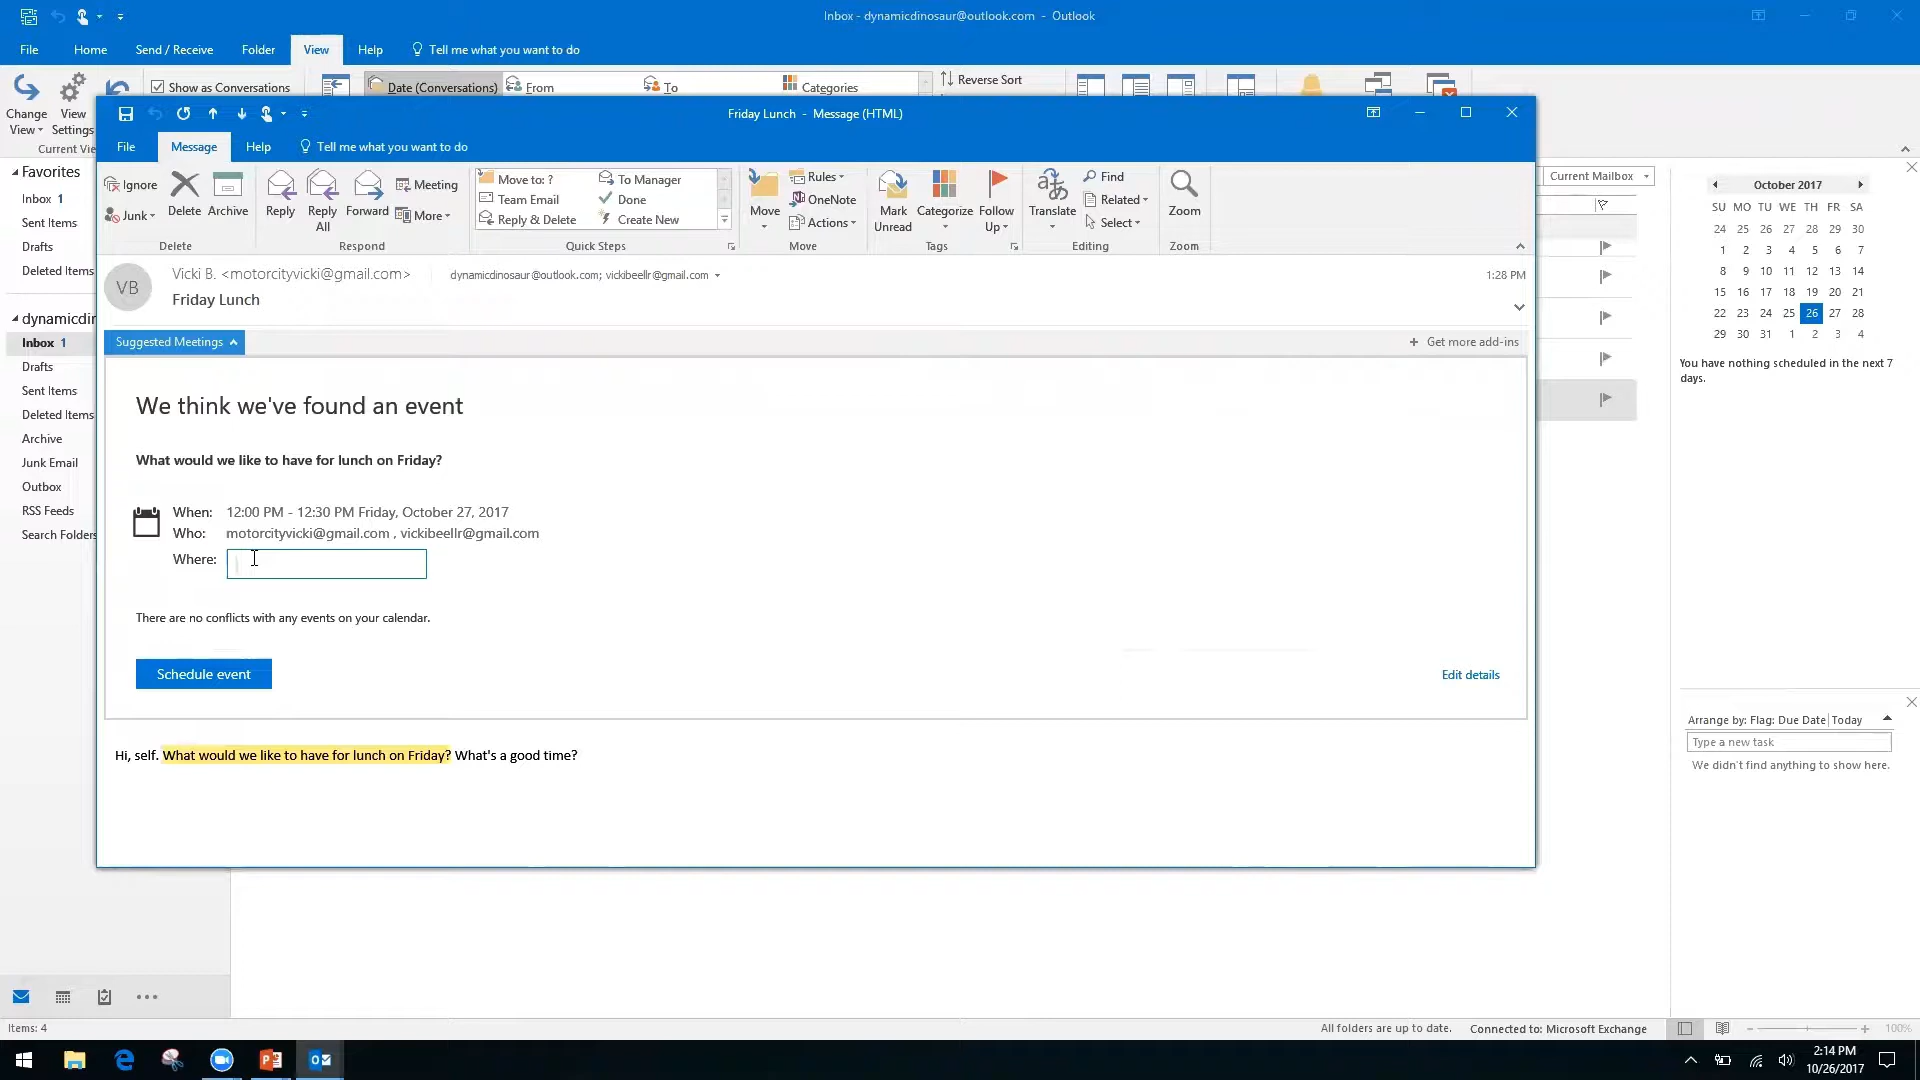 Inbox - dynamicdinosaur@outlook.com - Outlook
File Home Send / Receive Folder View Help Tell me what you want to do
Show as Conversations Date (Conversations) From To Categories Reverse Sort
Change View View Settings
Current Vie
Friday Lunch - Message (HTML)
File Message Help Tell me what you want to do
Ignore Junk Delete Archive
Delete
Reply Reply All Forward Meeting More
Respond
Move to: ? To Manager
Team Email Done
Reply & Delete Create New
Quick Steps
Move Rules OneNote Actions
Move
Mark Unread Categorize Follow Up
Tags
Translate Find Related Select
Editing
Zoom
Zoom
Vicki B. <motorcityvicki@gmail.com> dynamicdinosaur@outlook.com; vickibeellr@gmail.com 1:28 PM
VB
Friday Lunch
Suggested Meetings + Get more add-ins
We think we've found an event
What would we like to have for lunch on Friday?
When: 12:00 PM - 12:30 PM Friday, October 27, 2017
Who: motorcityvicki@gmail.com , vickibeellr@gmail.com
Where:
There are no conflicts with any events on your calendar.
Schedule event Edit details
Hi, self. What would we like to have for lunch on Friday? What's a good time?
Favorites
Inbox 1
Sent Items
Drafts
Deleted Items
dynamicdin
Inbox 1
Drafts
Sent Items
Deleted Items
Archive
Junk Email
Outbox
RSS Feeds
Search Folders
Current Mailbox
October 2017
SU MO TU WE TH FR SA
24 25 26 27 28 29 30
1 2 3 4 5 6 7
8 9 10 11 12 13 14
15 16 17 18 19 20 21
22 23 24 25 26 27 28
29 30 31 1 2 3 4
You have nothing scheduled in the next 7
days.
Arrange by: Flag: Due Date Today
Type a new task
We didn't find anything to show here.
Items: 4
All folders are up to date. Connected to: Microsoft Exchange 100%
2:14 PM
10/26/2017